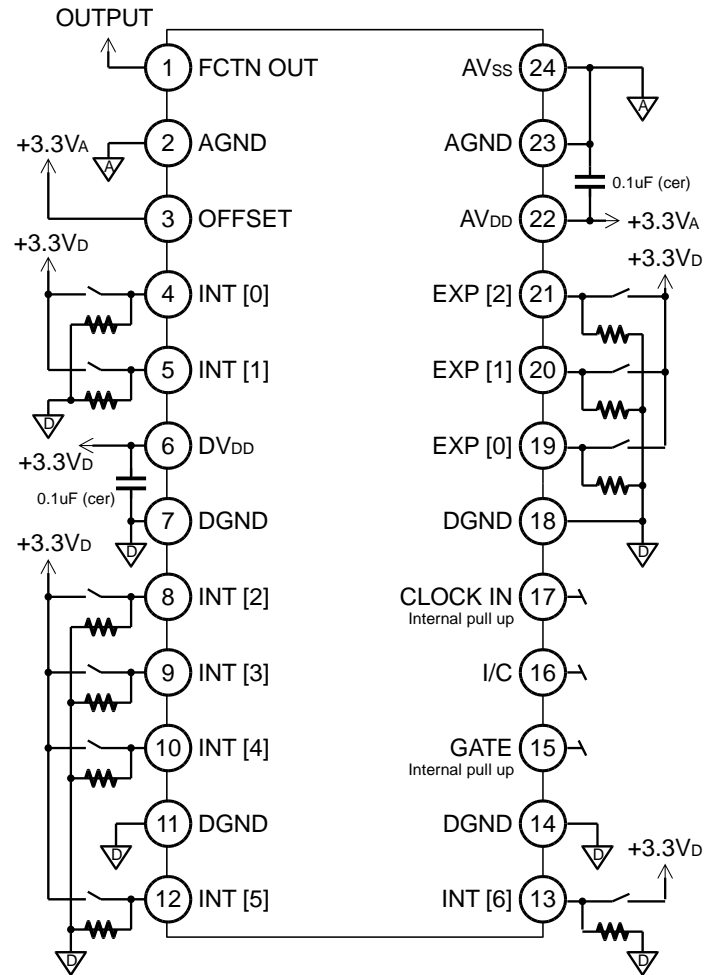 OUTPUT
1 FCTN OUT
AVSS 24
A
2 AGND
A
AGND 23
0.1uF (cer)
+3.3VA
3 OFFSET
AVDD 22
+3.3VA
+3.3VD
+3.3VD
4 INT [0]
EXP [2] 21
5 INT [1]
EXP [1] 20
D
6 DVDD
+3.3VD
EXP [0] 19
0.1uF (cer)
7 DGND
DGND 18
D
D
+3.3VD
8 INT [2]
CLOCK IN 17
Internal pull up
9 INT [3]
I/C 16
10 INT [4]
GATE 15
Internal pull up
11 DGND
DGND 14
D
D
+3.3VD
12 INT [5]
INT [6] 13
D
D